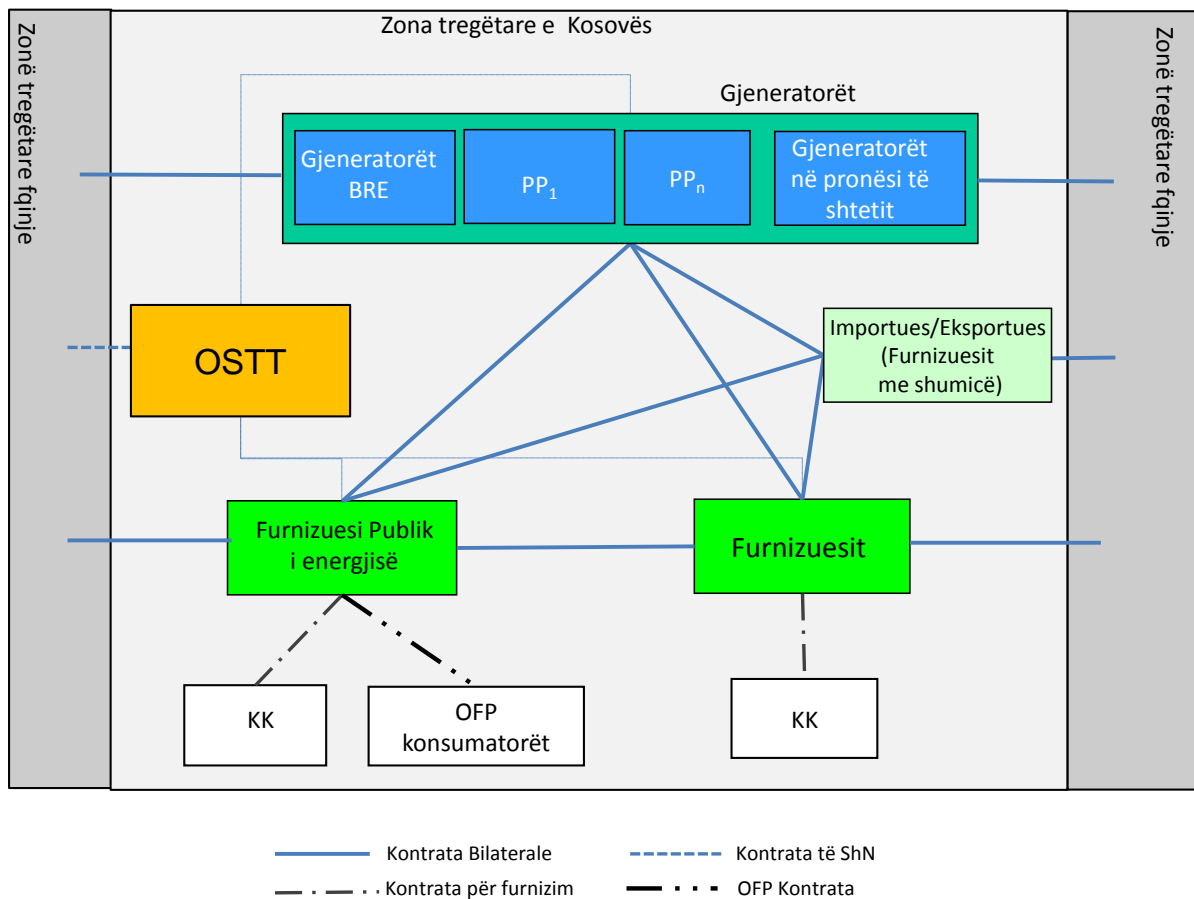 Zonë tregëtare fqinje
Zona tregëtare e Kosovës
Zonë tregëtare fqinje
Gjeneratorët
Gjeneratorët
BRE
PP1
PPn
Gjeneratorët
në pronësi të
shtetit
OSTT
Importues/Eksportues
(Furnizuesit
me shumicë)
Furnizuesi Publik
i energjisë
Furnizuesit
KK
OFP
konsumatorët
KK
Kontrata Bilaterale
Kontrata të ShN
Kontrata për furnizim
OFP Kontrata